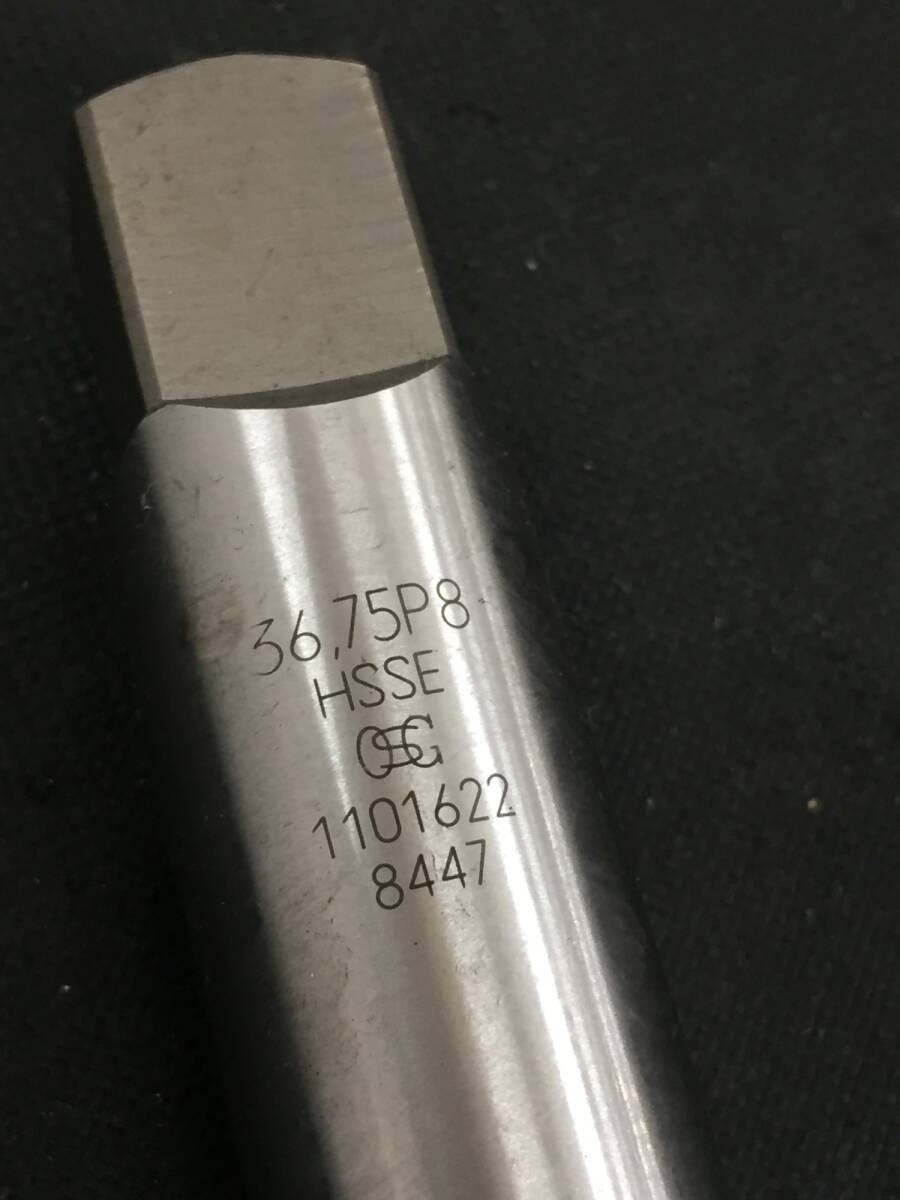 36,75P8
HSSE
OSG
1101622
8447